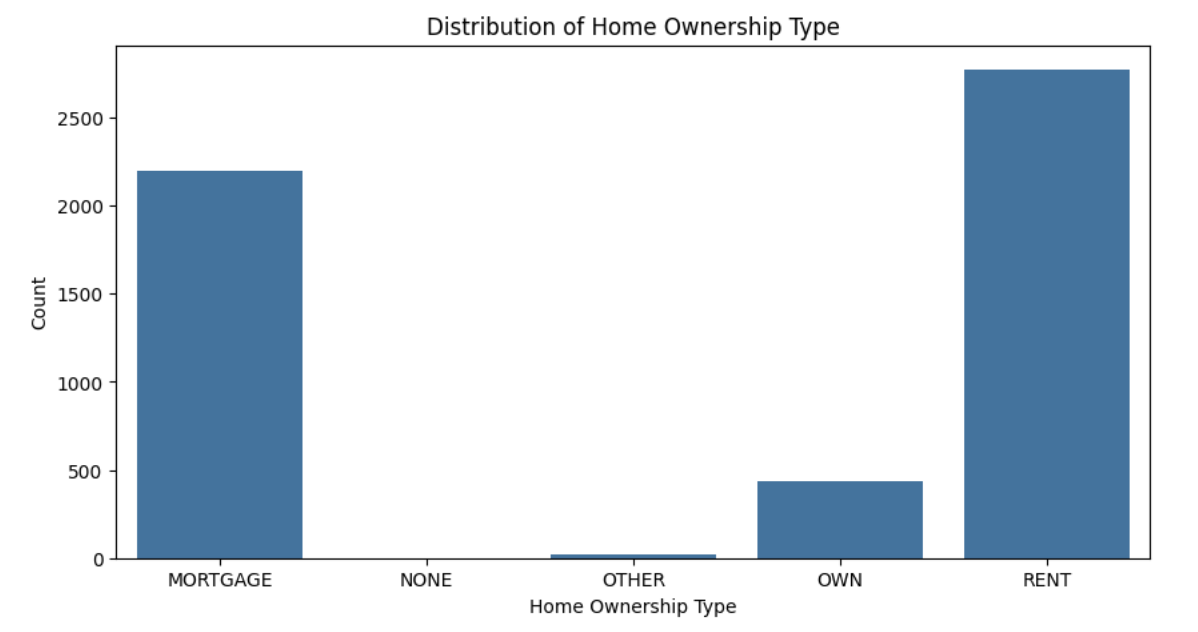 Distribution of Home Ownership Type
2500
2000
1500
1000
500
0
Count
MORTGAGE NONE OTHER OWN RENT
Home Ownership Type